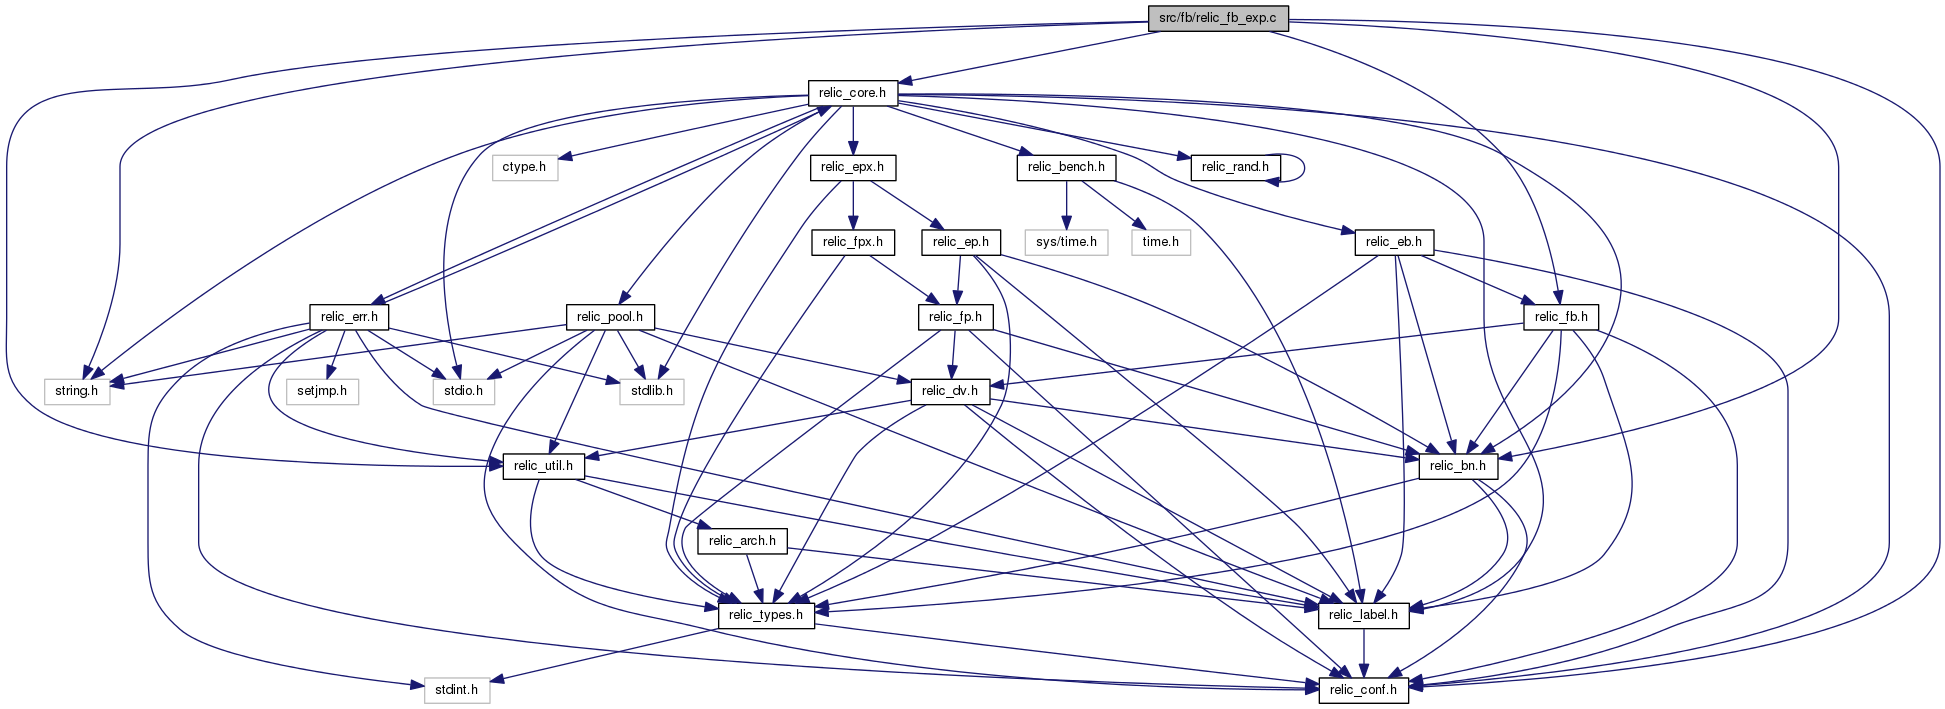 src/fb/relic_fb_exp.c
relic_core.h
ctype.h
relic_epx.h
relic_bench.h
relic_rand.h
relic_fpx.h
relic_ep.h
sys/time.h
time.h
relic_eb.h
relic_err.h
relic_pool.h
relic_fp.h
relic_fb.h
string.h
setjmp.h
stdio.h
stdlib.h
relic_dv.h
relic_util.h
relic_bn.h
relic_arch.h
relic_types.h
relic_label.h
stdint.h
relic_conf.h